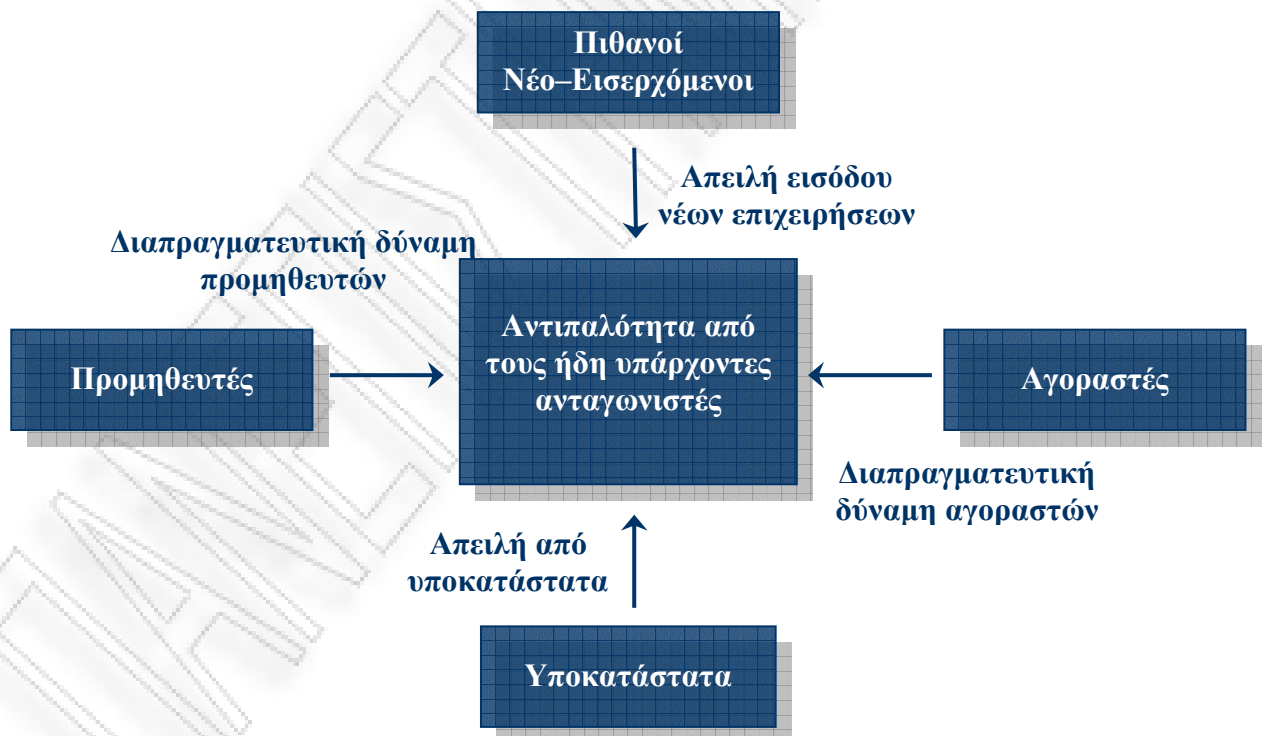 Πιθανοί
Νέο–Εισερχόμενοι
Απειλή εισόδου
νέων επιχειρήσεων
Διαπραγματευτική δύναμη
προμηθευτών
Αντιπαλότητα από
τους ήδη υπάρχοντες
ανταγωνιστές
Προμηθευτές
Αγοραστές
Διαπραγματευτική
δύναμη αγοραστών
Απειλή από
υποκατάστατα
Υποκατάστατα